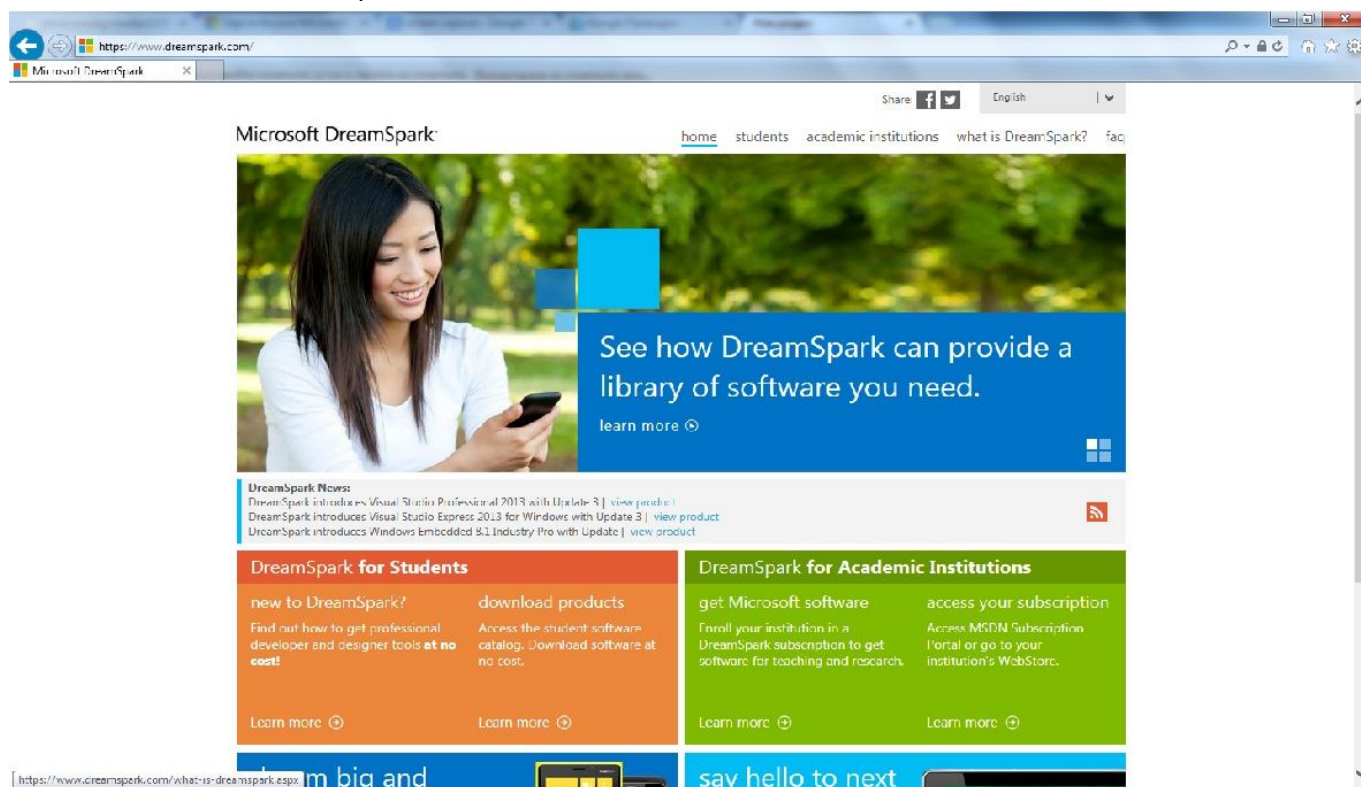 https://www.dreamspark.com/
Microsoft DreamSpark
Share
English
Microsoft DreamSpark
home students academic institutions what is DreamSpark? faq
See how DreamSpark can provide a
library of software you need.
learn more
DreamSpark News:
DreamSpark introduces Visual Studio Professional 2013 with Update 3 | view product
DreamSpark introduces Visual Studio Express 2013 for Windows with Update 3 | view product
DreamSpark introduces Windows Embedded 8.1 Industry Pro with Update | view product
DreamSpark for Students
new to DreamSpark?
Find out how to get professional
developer and designer tools at no
cost!
Learn more
download products
Access the student software
catalog. Download software at
no cost.
Learn more
DreamSpark for Academic Institutions
get Microsoft software
Enroll your institution in a
DreamSpark subscription to get
software for teaching and research.
Learn more
access your subscription
Access MSDN Subscription
Portal or go to your
institution's WebStore.
Learn more
big and
say hello to next
https://www.dreamspark.com/what-is-dreamspark.aspx